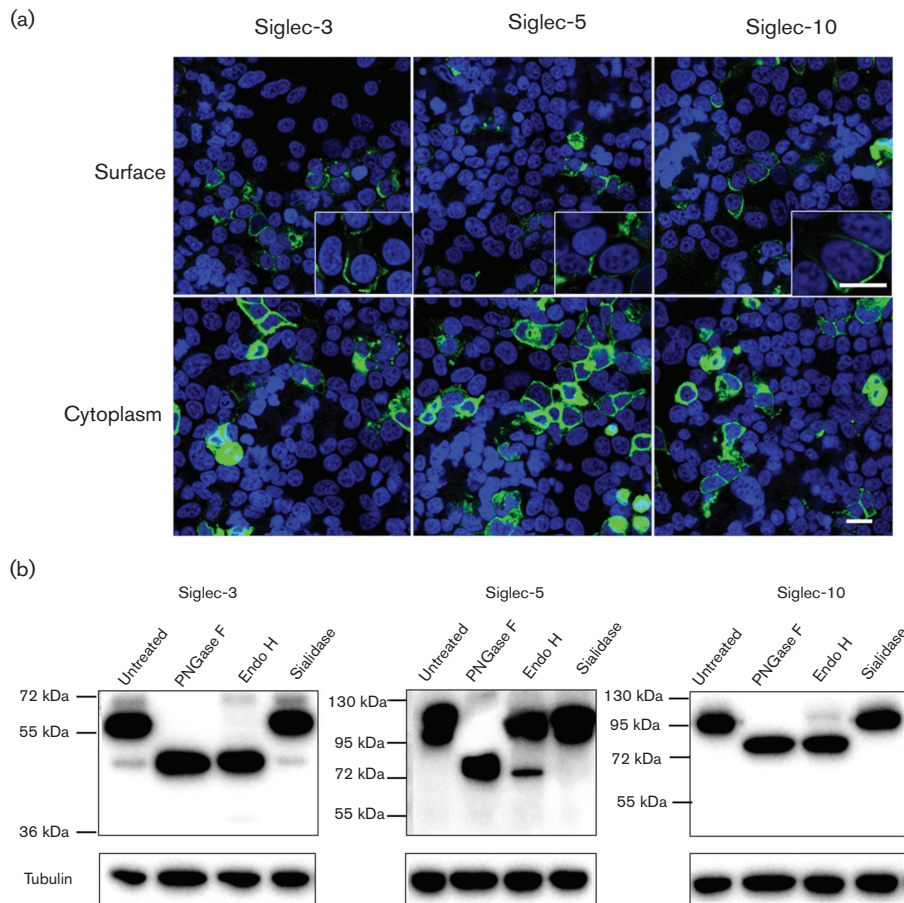 (a)
Siglec-3 Siglec-5 Siglec-10
Surface
Cytoplasm
(b)
Siglec-3 Siglec-5 Siglec-10
Untreated PNGase F Endo H Sialidase
72 kDa
55 kDa
36 kDa
Untreated PNGase F Endo H Sialidase
130 kDa
95 kDa
72 kDa
55 kDa
Untreated PNGase F Endo H Sialidase
130 kDa
95 kDa
72 kDa
55 kDa
Tubulin